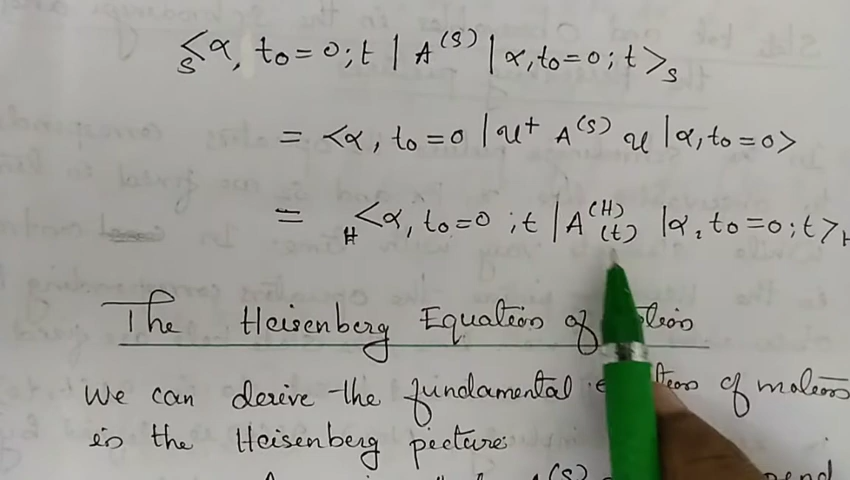 S<α, t₀=0; t | A⁽ˢ⁾ | α, t₀=0; t>S
= <α, t₀=0 | U⁺ A⁽ˢ⁾ U | α, t₀=0>
= H<α, t₀=0 ; t | A⁽ᴴ⁾(t) | α, t₀=0; t>H
The Heisenberg Equation of
We can derive the fundamental of motion
in the Heisenberg picture